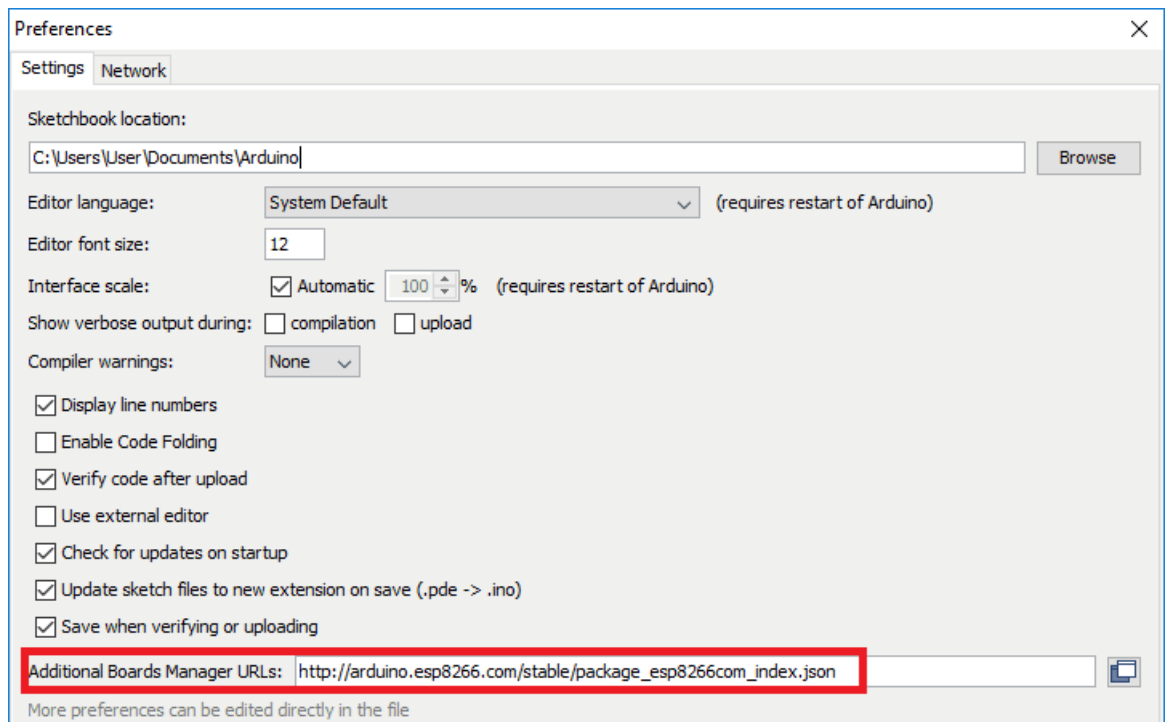 Preferences
Settings Network
Sketchbook location:
C:\Users\User\Documents\Arduino Browse
Editor language: System Default (requires restart of Arduino)
Editor font size: 12
Interface scale: Automatic 100 % (requires restart of Arduino)
Show verbose output during: compilation upload
Compiler warnings: None
Display line numbers
Enable Code Folding
Verify code after upload
Use external editor
Check for updates on startup
Update sketch files to new extension on save (.pde -> .ino)
Save when verifying or uploading
Additional Boards Manager URLs: http://arduino.esp8266.com/stable/package_esp8266com_index.json
More preferences can be edited directly in the file